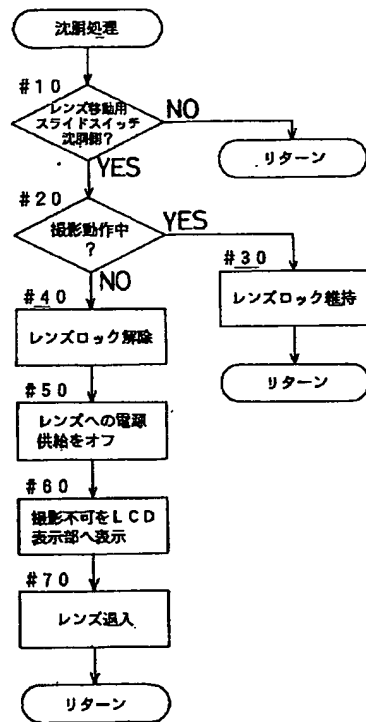 沈胴処理
#10
レンズ移動用
スライドスイッチ
沈胴側?
NO
リターン
YES
#20
撮影動作中
?
YES
#30
レンズロック維持
リターン
NO
#40
レンズロック解除
#50
レンズへの電源
供給をオフ
#60
撮影不可をLCD
表示部へ表示
#70
レンズ退入
リターン